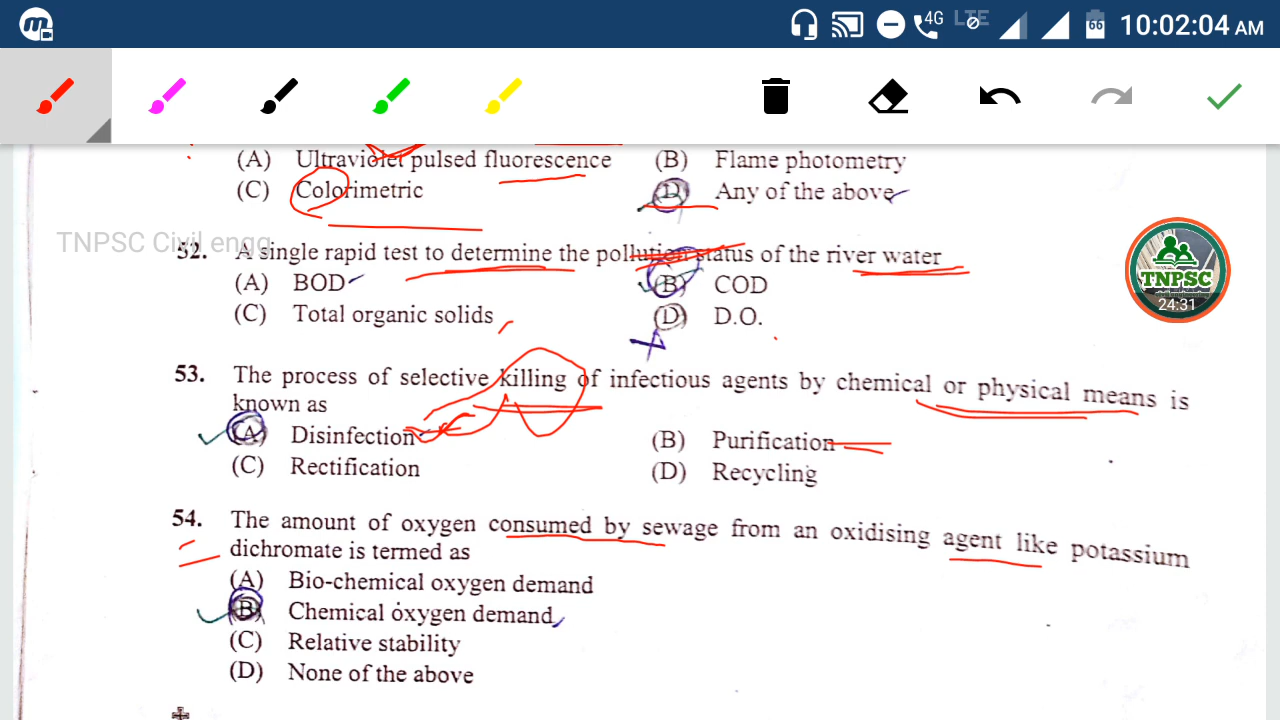 4G LTE 66 10:02:04 AM
(A) Ultraviolet pulsed fluorescence (B) Flame photometry
(C) Colorimetric (D) Any of the above
TNPSC Civil engg
52. A single rapid test to determine the pollution status of the river water
(A) BOD (B) COD
(C) Total organic solids (D) D.O.
TNPSC
24:31
53. The process of selective killing of infectious agents by chemical or physical means is
known as
(A) Disinfection (B) Purification
(C) Rectification (D) Recycling
54. The amount of oxygen consumed by sewage from an oxidising agent like potassium
dichromate is termed as
(A) Bio-chemical oxygen demand
(B) Chemical oxygen demand
(C) Relative stability
(D) None of the above